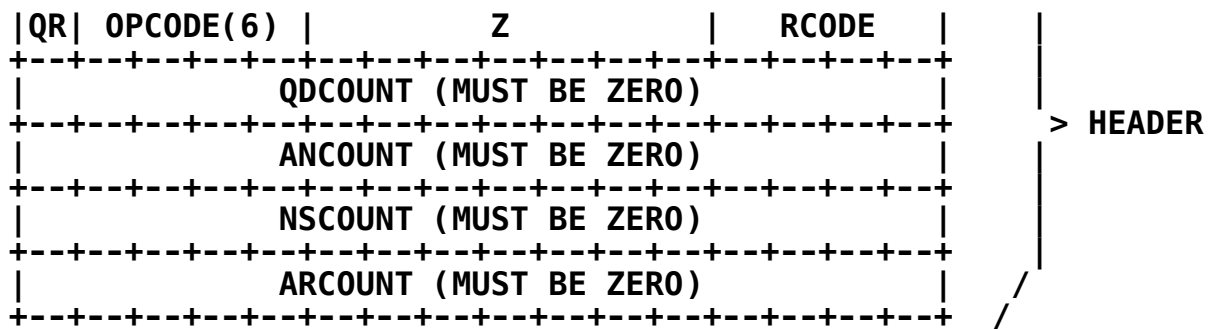 |QR| OPCODE(6) |            Z              |   RCODE   |      |
+--+--+--+--+--+--+--+--+--+--+--+--+--+--+--+--+      |
|              QDCOUNT (MUST BE ZERO)           |      |
+--+--+--+--+--+--+--+--+--+--+--+--+--+--+--+--+       > HEADER
|              ANCOUNT (MUST BE ZERO)           |      |
+--+--+--+--+--+--+--+--+--+--+--+--+--+--+--+--+      |
|              NSCOUNT (MUST BE ZERO)           |      |
+--+--+--+--+--+--+--+--+--+--+--+--+--+--+--+--+      |
|              ARCOUNT (MUST BE ZERO)           |     /
+--+--+--+--+--+--+--+--+--+--+--+--+--+--+--+--+    /